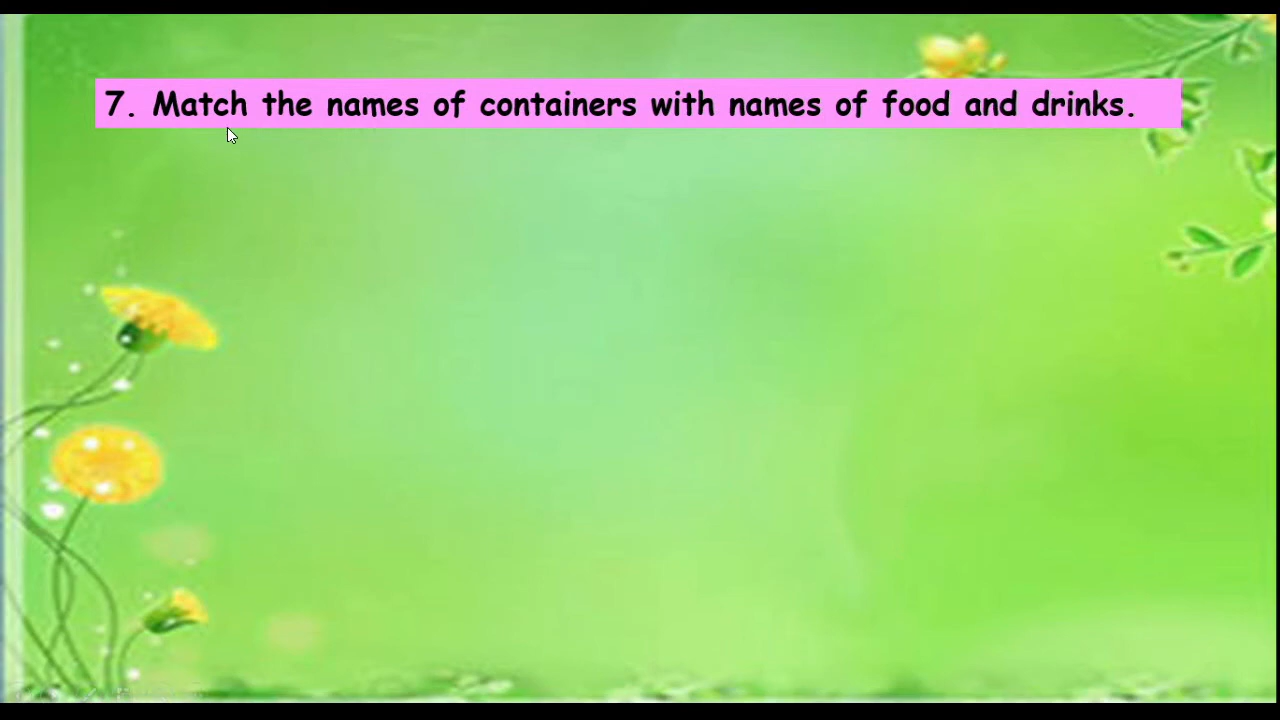 7. Match the names of containers with names of food and drinks.